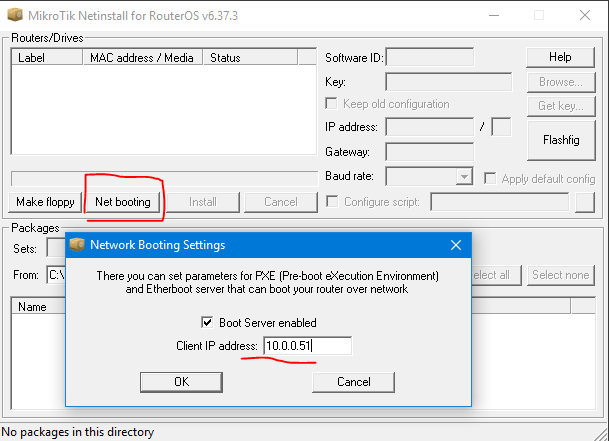 MikroTik Netinstall for RouterOS v6.37.3
Routers/Drives
Label MAC address / Media Status
Software ID:
Help
Key:
Browse...
Keep old configuration
Get key...
IP address: /
Flashfig
Gateway:
Baud rate:
Apply default config
Make floppy Net booting Install Cancel
Configure script:
Packages
Sets:
From: C:\
elect all Select none
Name
Network Booting Settings
There you can set parameters for PXE (Pre-boot eXecution Environment)
and Etherboot server that can boot your router over network
Boot Server enabled
Client IP address: 10.0.0.51
OK Cancel
No packages in this directory